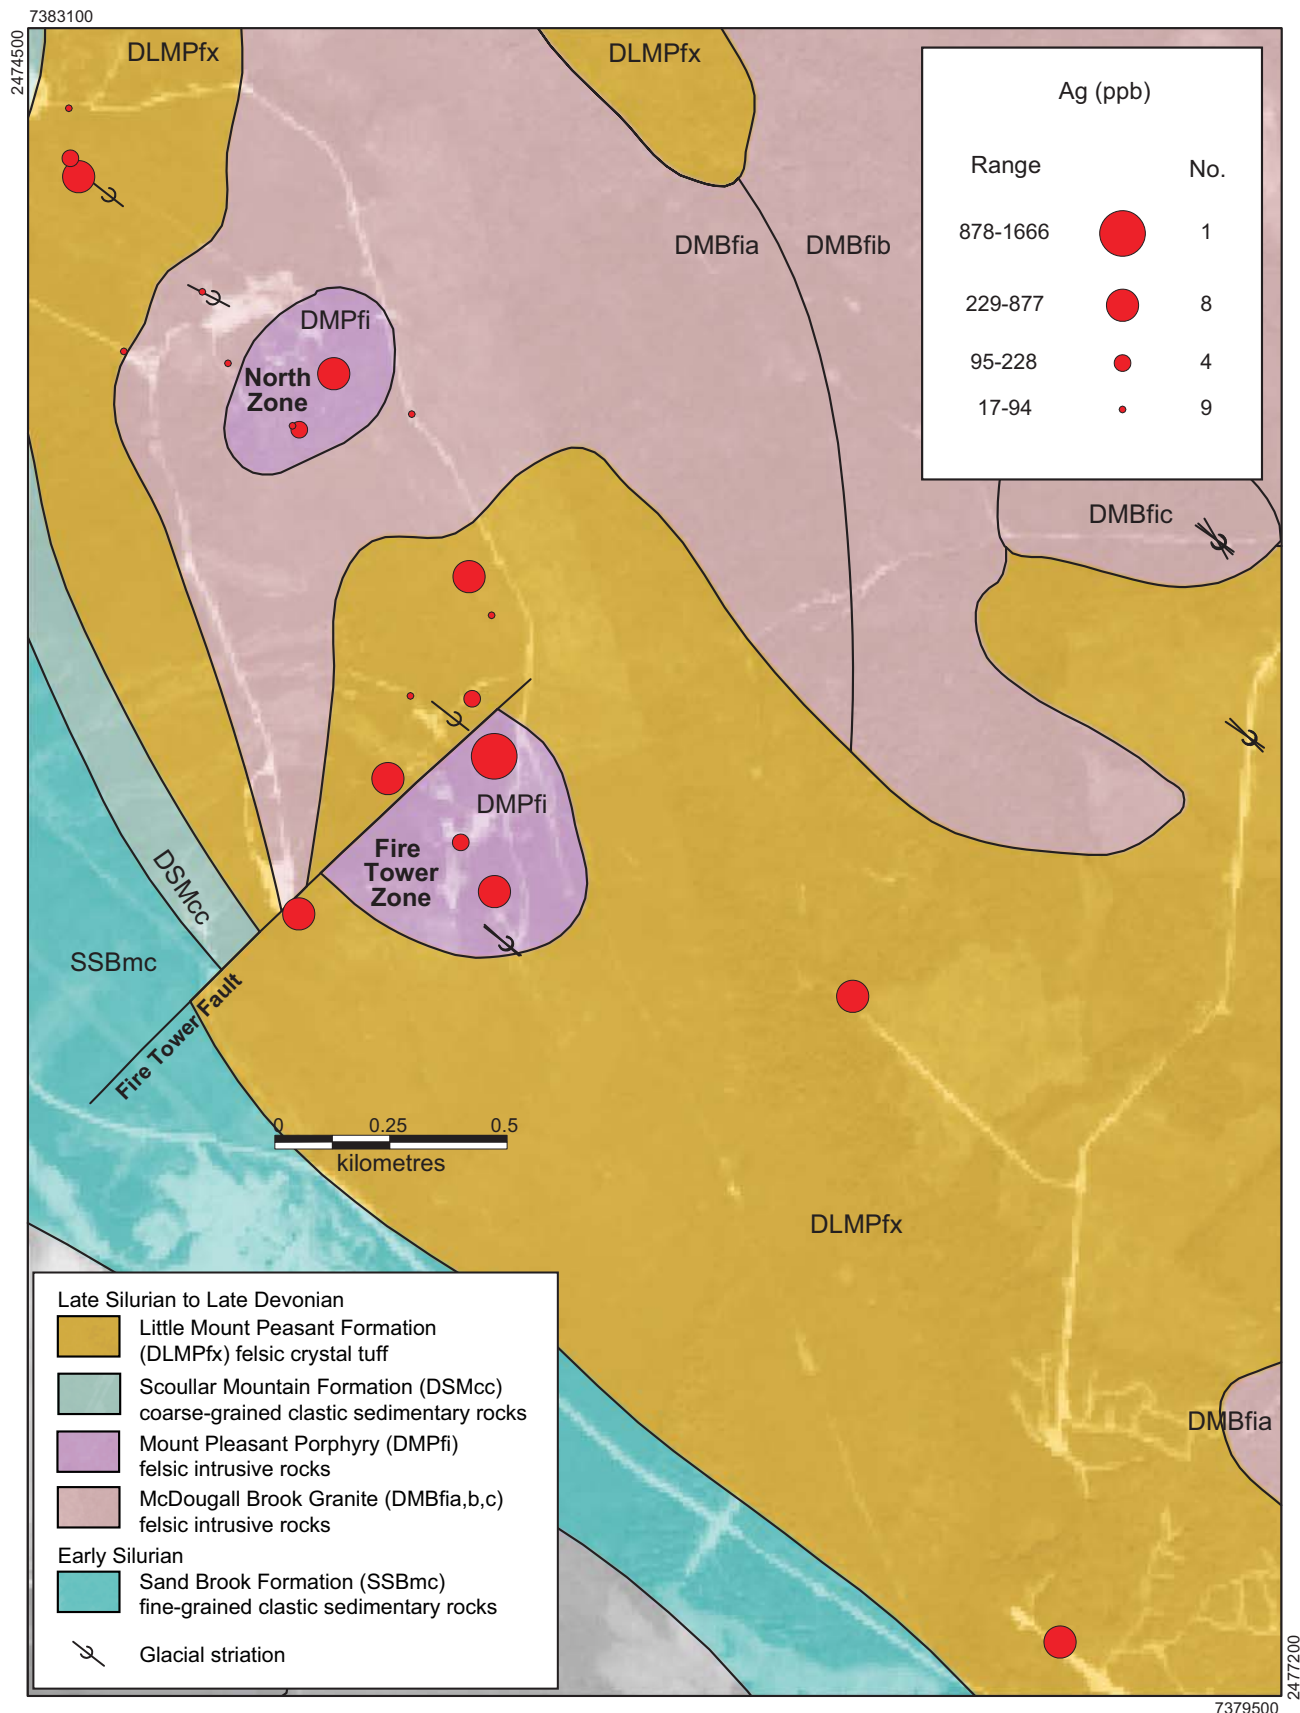 7383100
2474500
DLMPfx
DLMPfx
Ag (ppb)
Range No.
878-1666 1
229-877 8
95-228 4
17-94 9
DMBfia
DMBfib
DMPfi
North
Zone
DMBfic
DMPfi
Fire
Tower
Zone
DSMcc
SSBmc
Fire Tower Fault
0 0.25 0.5
kilometres
DLMPfx
DMBfia
Late Silurian to Late Devonian
Little Mount Peasant Formation
(DLMPfx) felsic crystal tuff
Scoullar Mountain Formation (DSMcc)
coarse-grained clastic sedimentary rocks
Mount Pleasant Porphyry (DMPfi)
felsic intrusive rocks
McDougall Brook Granite (DMBfia,b,c)
felsic intrusive rocks
Early Silurian
Sand Brook Formation (SSBmc)
fine-grained clastic sedimentary rocks
Glacial striation
2477200
7379500